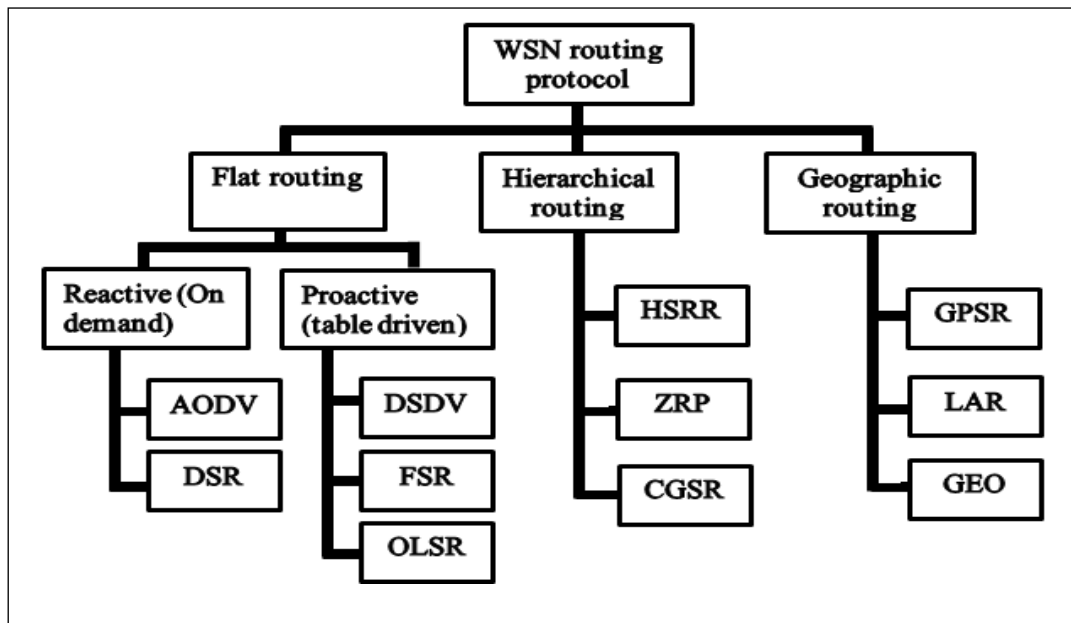 WSN routing
protocol
Flat routing
Hierarchical
routing
Geographic
routing
Reactive (On
demand)
Proactive
(table driven)
HSRR
GPSR
AODV
DSDV
ZRP
LAR
DSR
FSR
CGSR
GEO
OLSR